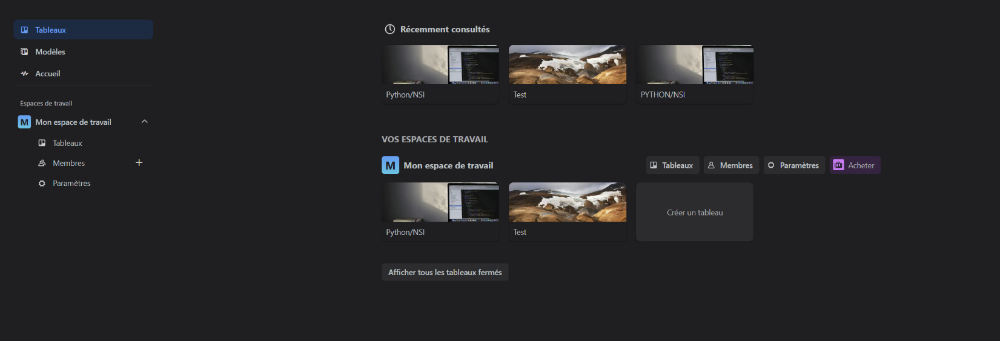 Tableaux
Modèles
Accueil
Espaces de travail
M Mon espace de travail
Tableaux
Membres
Paramètres
Récemment consultés
Python/NSI
Test
PYTHON/NSI
VOS ESPACES DE TRAVAIL
M Mon espace de travail
Tableaux
Membres
Paramètres
Acheter
Python/NSI
Test
Créer un tableau
Afficher tous les tableaux fermés